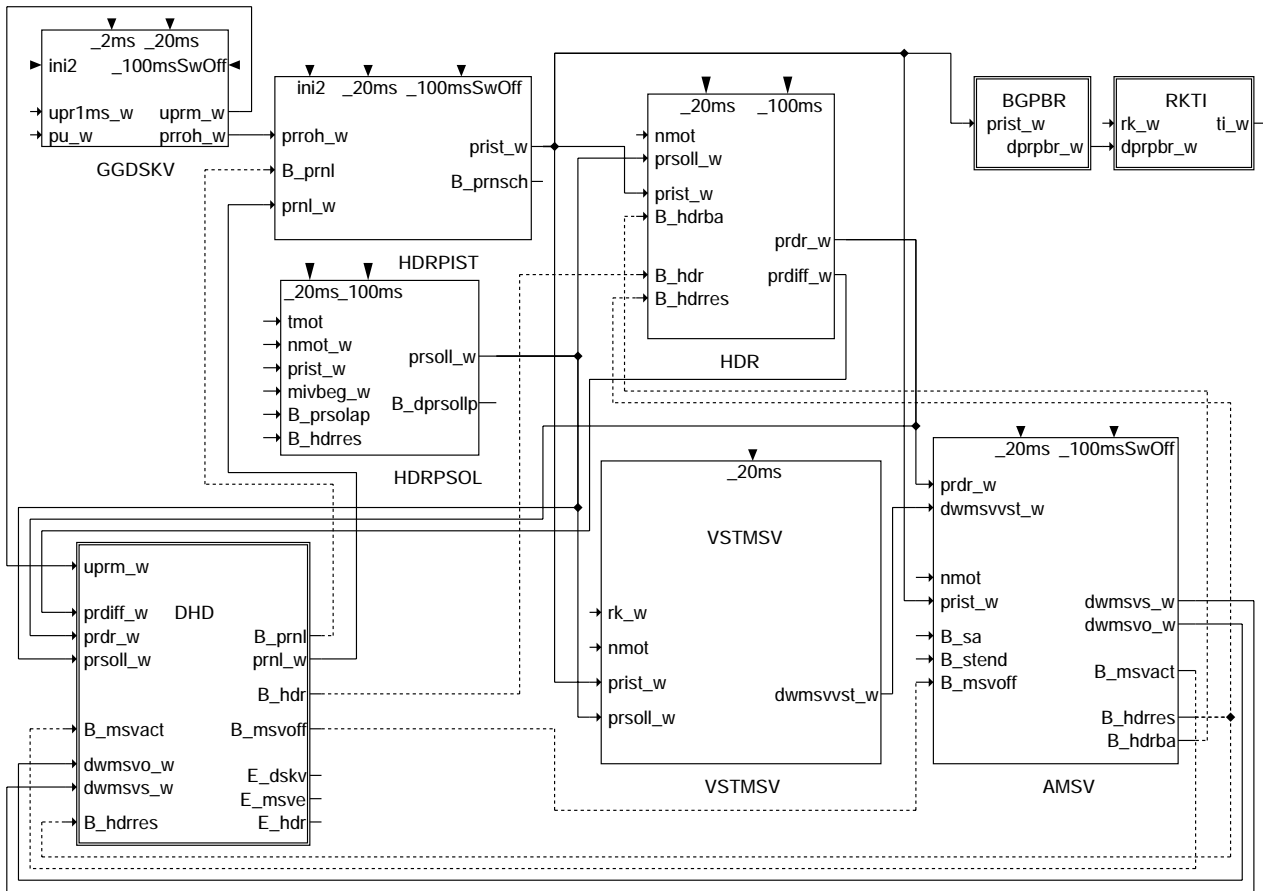 _2ms _20ms
ini2 _100msSwOff
upr1ms_w uprm_w
pu_w prroh_w
GGDSKV
ini2 _20ms _100msSwOff
prroh_w
prist_w
B_prnl
B_prnsch
prnl_w
HDRPIST
_20ms _100ms
nmot
prsoll_w
prist_w
B_hdrba
prdr_w
B_hdr
prdiff_w
B_hdrres
HDR
BGPBR
prist_w
dprpbr_w
RKTI
rk_w ti_w
dprpbr_w
_20ms_100ms
tmot
nmot_w
prsoll_w
prist_w
mivbeg_w
B_dprsollp
B_prsolap
B_hdrres
HDRPSOL
_20ms
VSTMSV
rk_w
nmot
prist_w
dwmsvvst_w
prsoll_w
VSTMSV
_20ms _100msSwOff
prdr_w
dwmsvvst_w
nmot
prist_w dwmsvs_w
dwmsvo_w
B_sa
B_stend
B_msvact
B_msvoff
B_hdrres
B_hdrba
AMSV
uprm_w
prdiff_w DHD
prdr_w B_prnl
prsoll_w prnl_w
B_hdr
B_msvact B_msvoff
dwmsvo_w
E_dskv
dwmsvs_w
E_msve
B_hdrres E_hdr